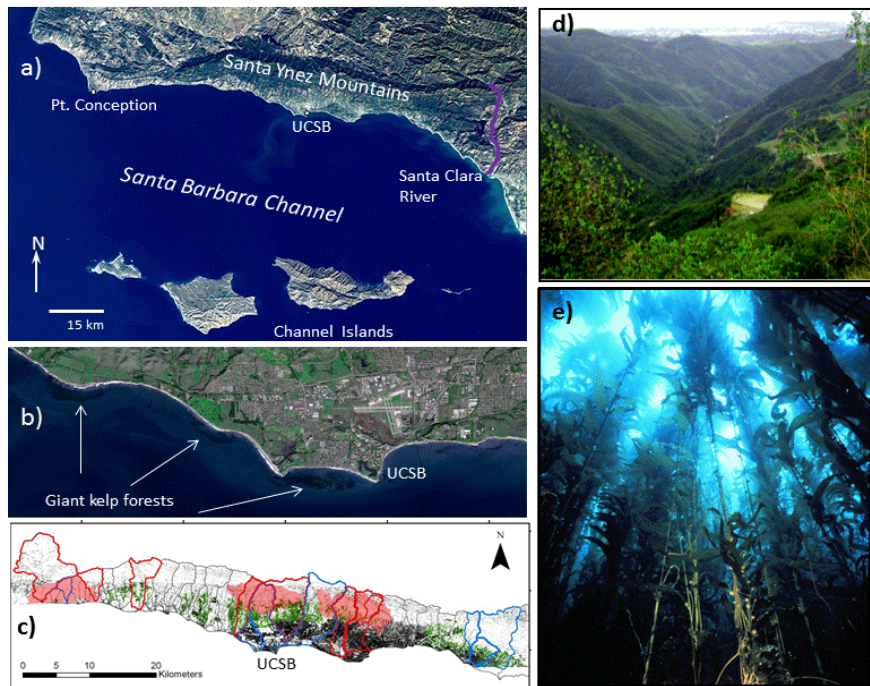 a)
Santa Ynez Mountains
Pt. Conception
UCSB
Santa Clara
River
Santa Barbara Channel
N
15 km
Channel Islands
b)
UCSB
Giant kelp forests
N
c)
UCSB
0 5 10 20
Kilometers
d)
e)